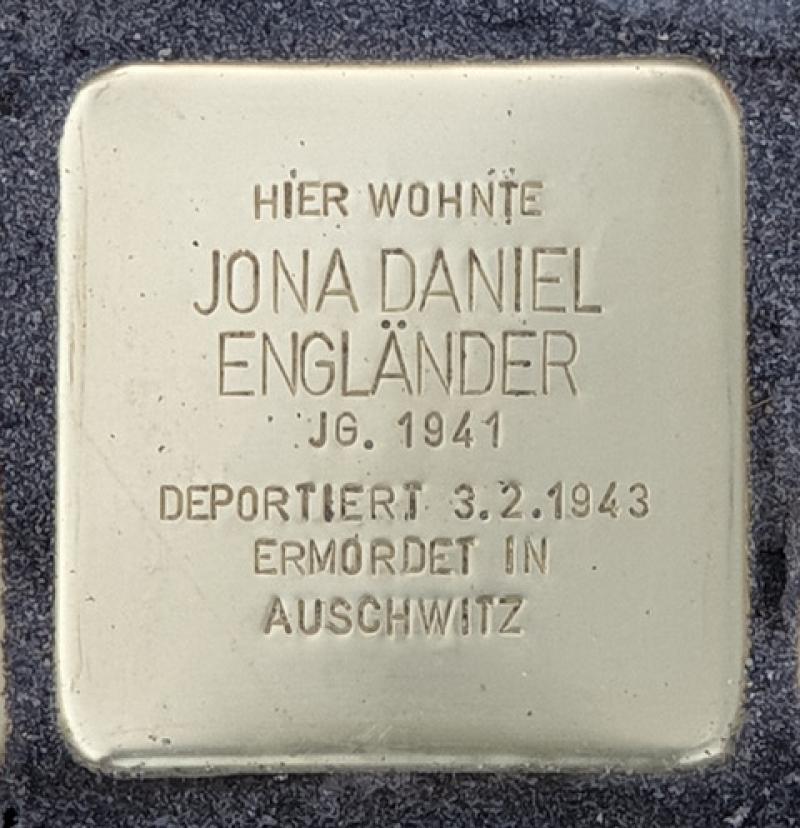 HIER WOHNTE
JONA DANIEL
ENGLÄNDER
JG. 1941
DEPORTIERT 3.2.1943
ERMORDET IN
AUSCHWITZ